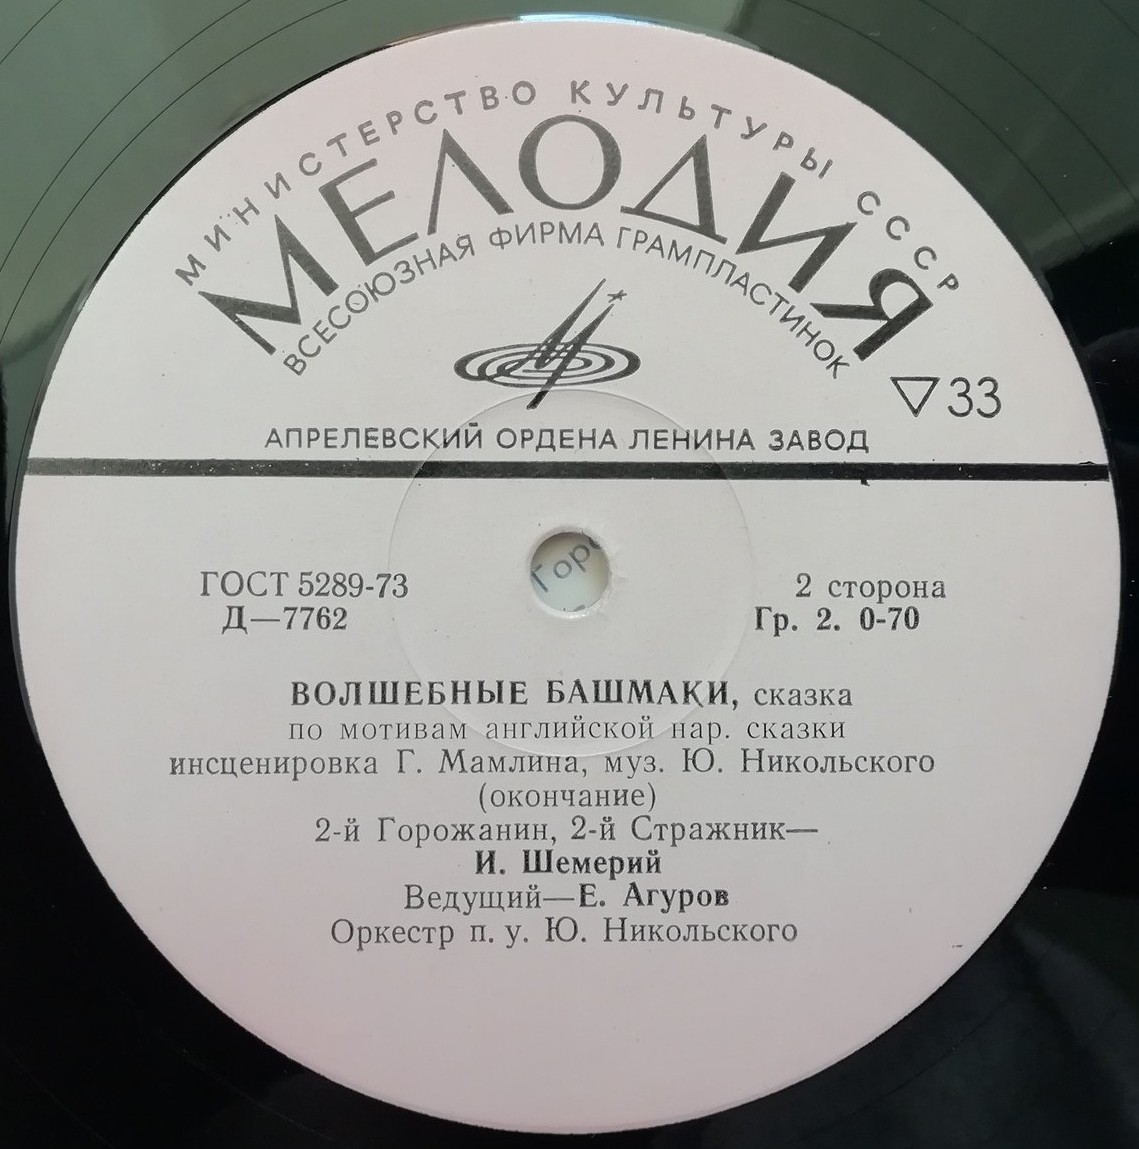 МИНИСТЕРСТВО КУЛЬТУРЫ СССР
МЕЛОДИЯ
ВСЕСОЮЗНАЯ ФИРМА ГРАМПЛАСТИНОК
▽33
АПРЕЛЕВСКИЙ ОРДЕНА ЛЕНИНА ЗАВОД
ГОСТ 5289-73
Д—7762
2 сторона
Гр. 2. 0-70
ВОЛШЕБНЫЕ БАШМАКИ, сказка
по мотивам английской нар. сказки
инсценировка Г. Мамлина, муз. Ю. Никольского
(окончание)
2-й Горожанин, 2-й Стражник—
И. Шемерий
Ведущий—Е. Агуров
Оркестр п. у. Ю. Никольского